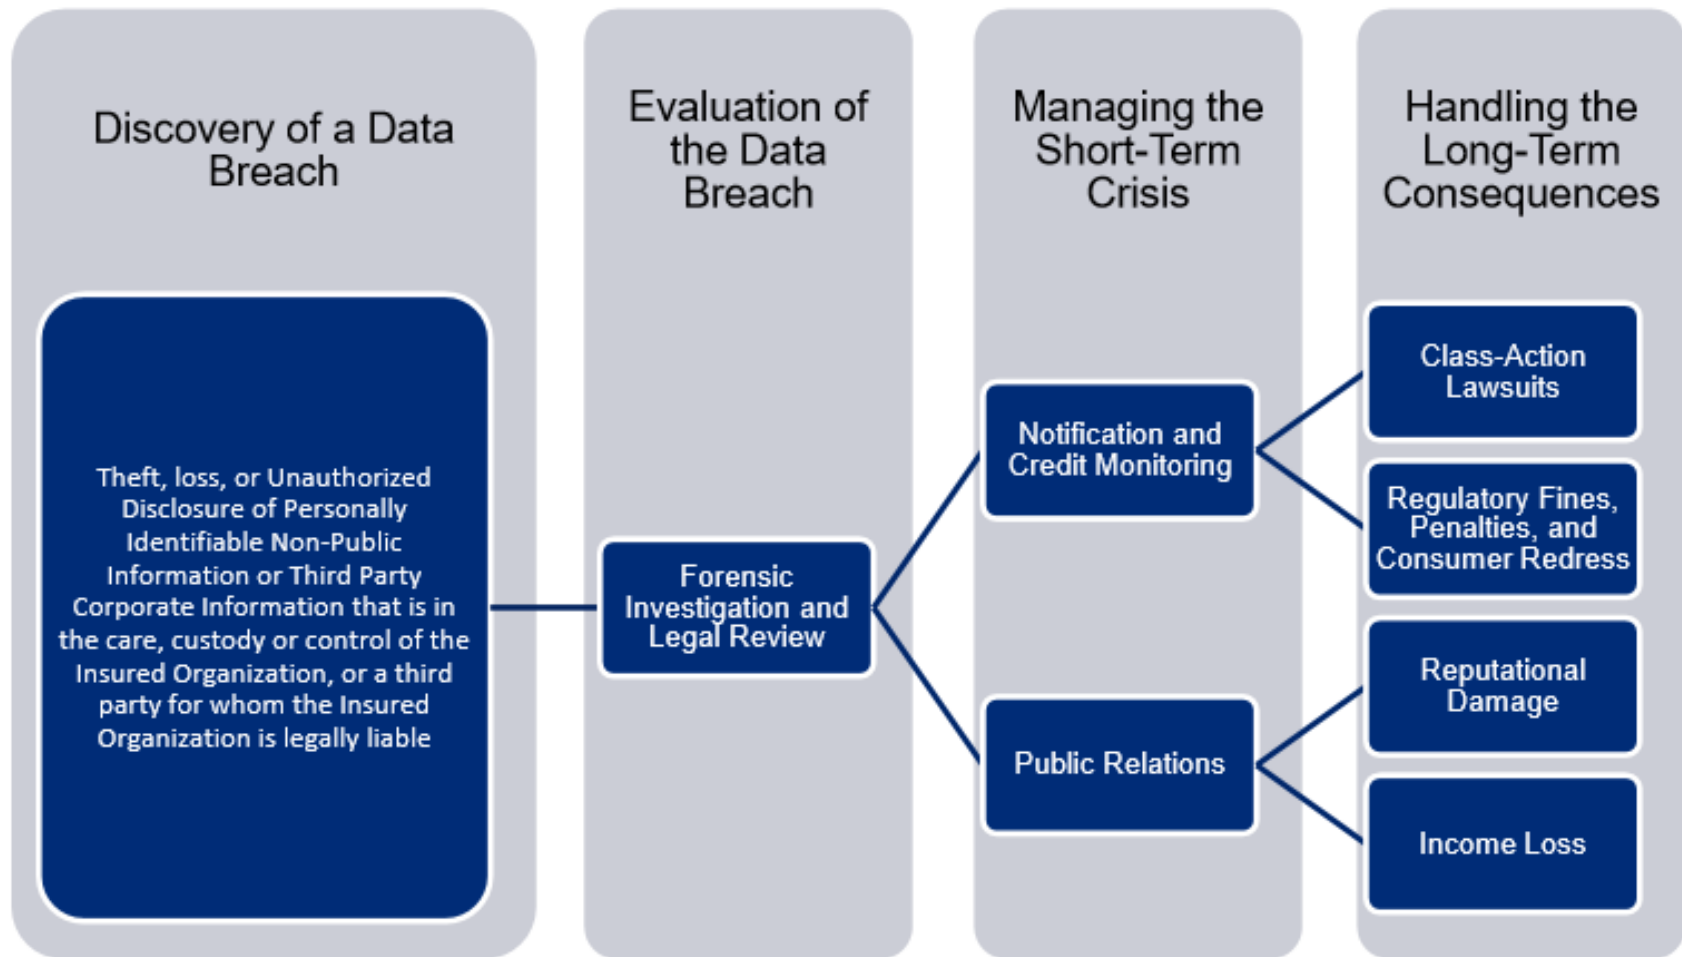 Discovery of a Data
Breach
Theft, loss, or Unauthorized
Disclosure of Personally
Identifiable Non-Public
Information or Third Party
Corporate Information that is in
the care, custody or control of the
Insured Organization, or a third
party for whom the Insured
Organization is legally liable
Evaluation of
the Data
Breach
Forensic
Investigation and
Legal Review
Managing the
Short-Term
Crisis
Notification and
Credit Monitoring
Public Relations
Handling the
Long-Term
Consequences
Class-Action
Lawsuits
Regulatory Fines,
Penalties, and
Consumer Redress
Reputational
Damage
Income Loss